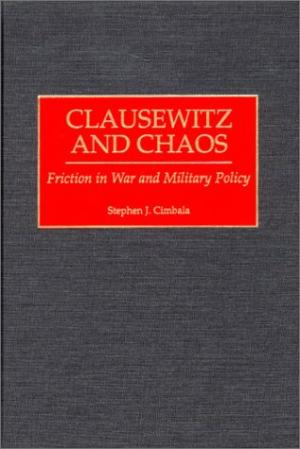 CLAUSEWITZ
AND CHAOS
Friction in War and Military Policy
Stephen J. Cimbala